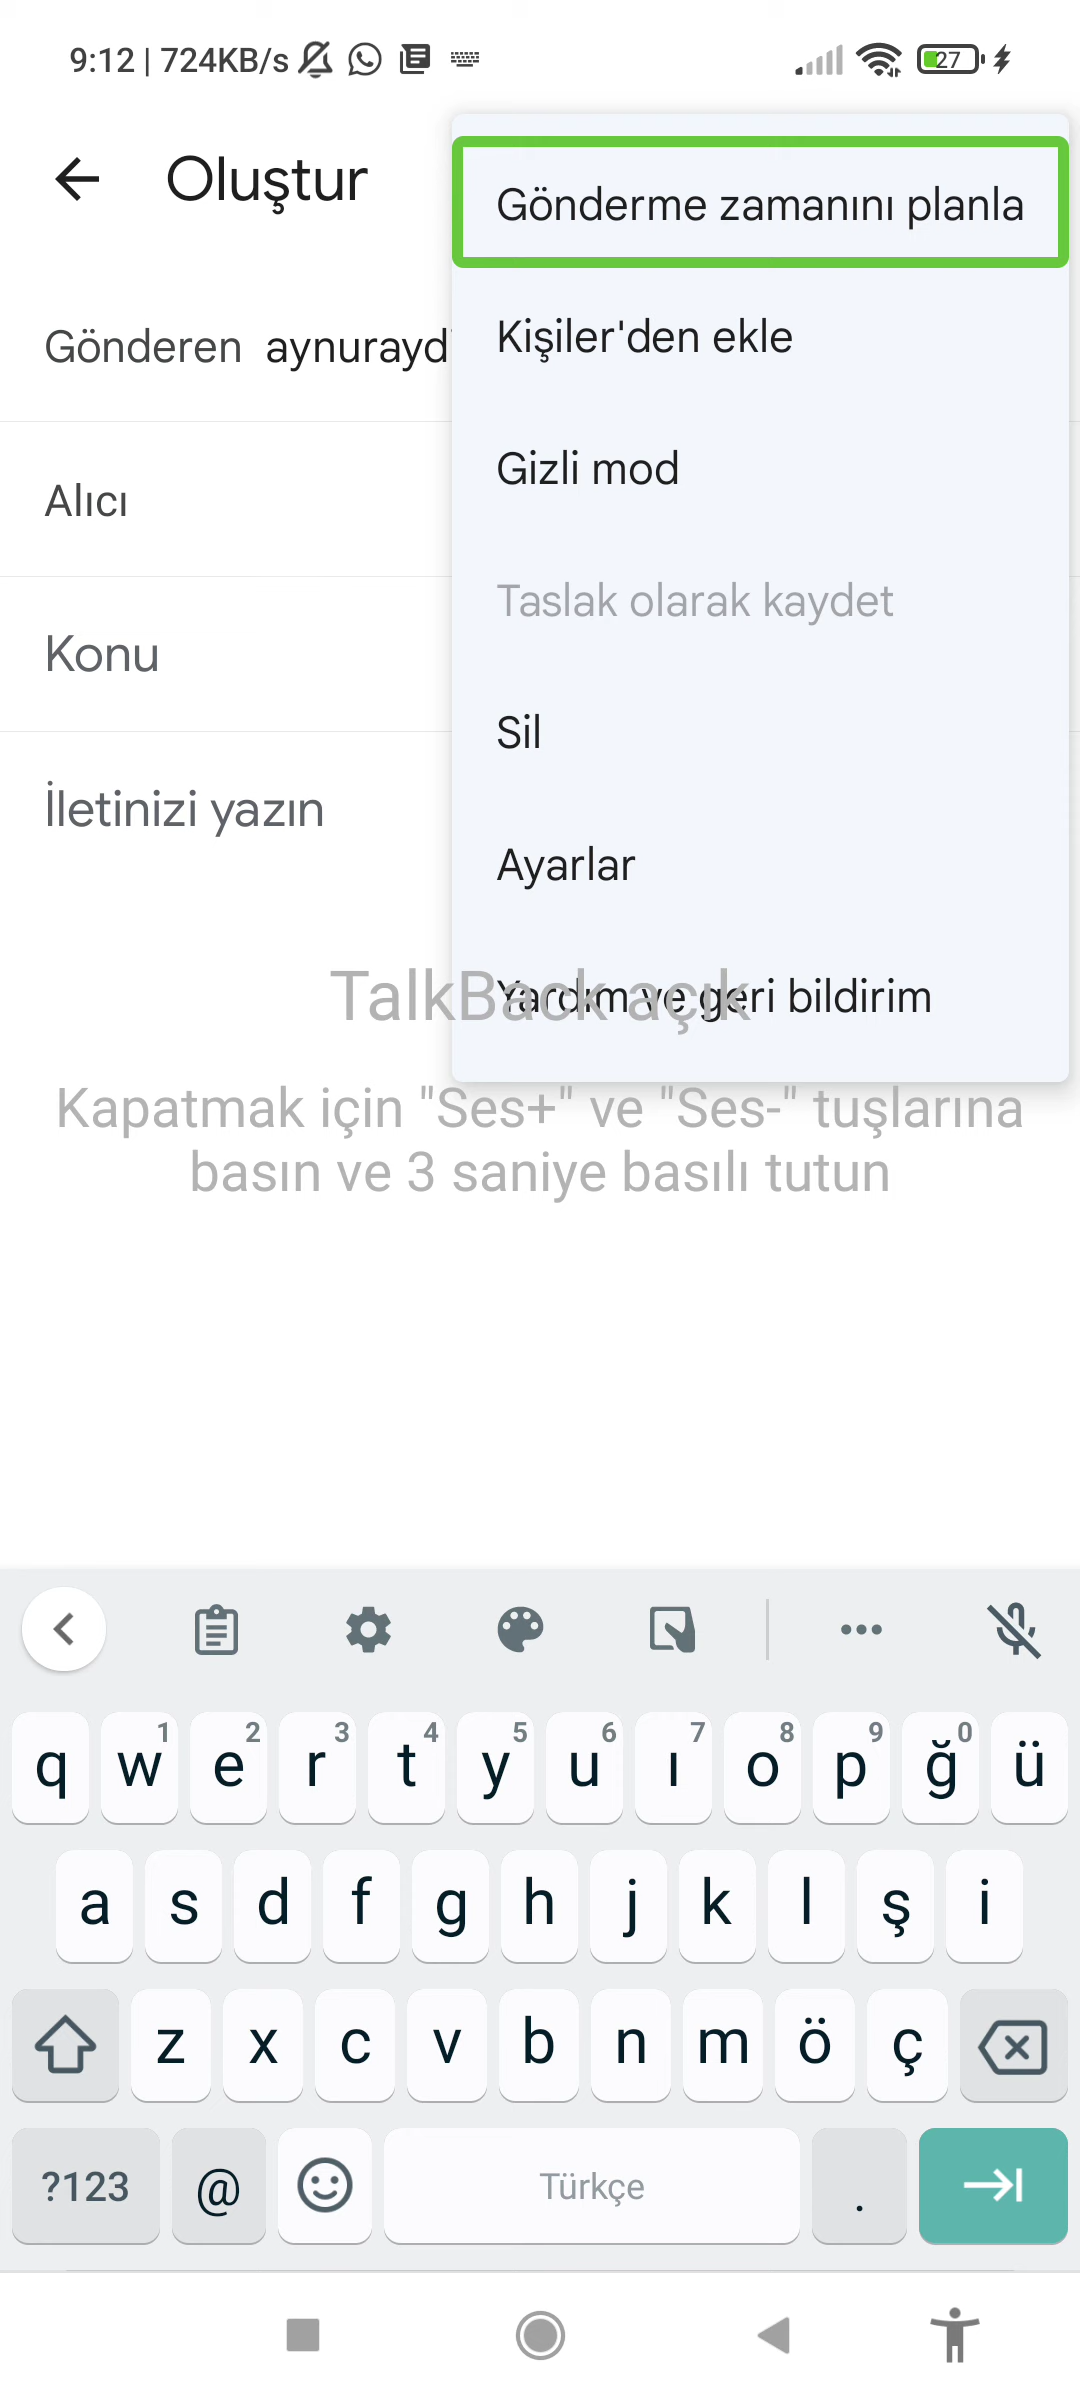 9:12 | 724KB/s
27
Oluştur
Gönderme zamanını planla
Kişiler'den ekle
Gizli mod
Taslak olarak kaydet
Sil
Ayarlar
Yardım ve geri bildirim
Gönderen aynurayd
Alıcı
Konu
İletinizi yazın
TalkBack açık
Kapatmak için "Ses+" ve "Ses-" tuşlarına
basın ve 3 saniye basılı tutun
1 2 3 4 5 6 7 8 9 0
q w e r t y u ı o p ğ ü
a s d f g h j k l ş i
z x c v b n m ö ç
?123 @ Türkçe .